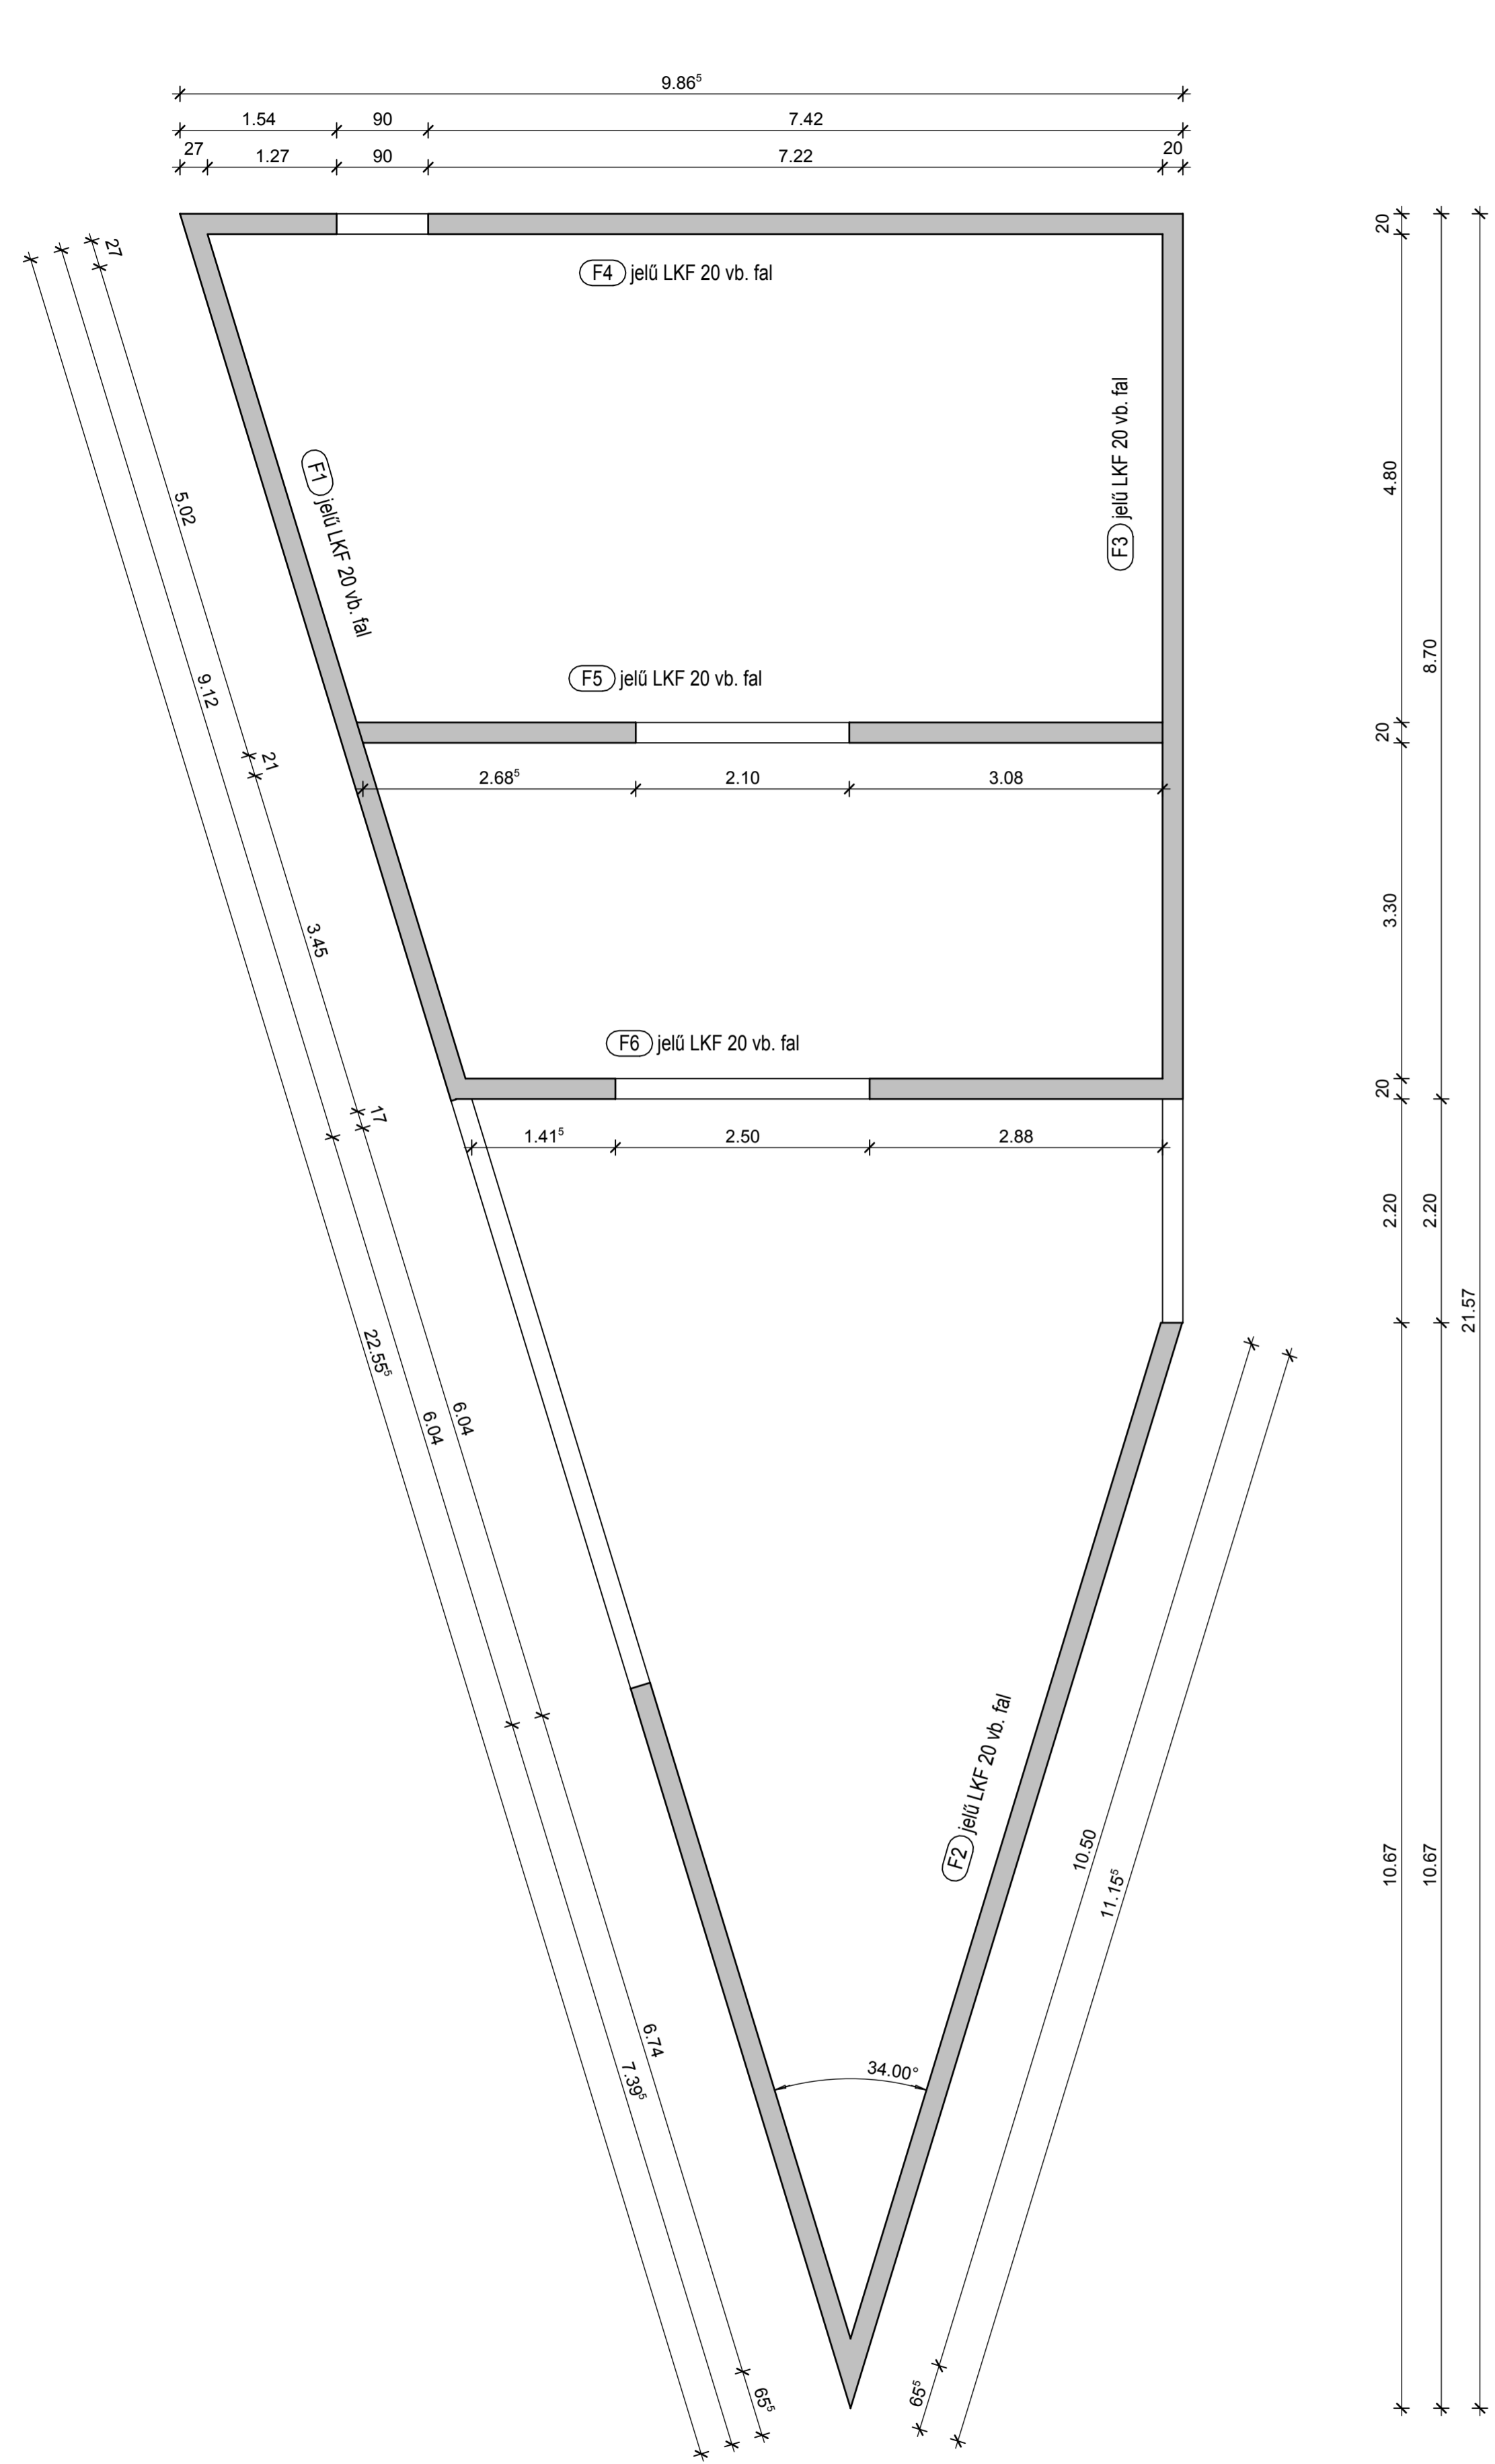 9.86⁵
1.54 90 7.42
27 1.27 90 7.22 20
27
20
F4 jelű LKF 20 vb. fal
F1 jelű LKF 20 vb. fal
F3 jelű LKF 20 vb. fal
5.02
4.80
9.12
8.70
F5 jelű LKF 20 vb. fal
21
20
2.68⁵ 2.10 3.08
3.45
3.30
F6 jelű LKF 20 vb. fal
17
20
1.41⁵ 2.50 2.88
2.20
2.20
22.55⁵
21.57
6.04
6.04
F2 jelű LKF 20 vb. fal
10.50
11.15⁵
10.67
10.67
6.74
7.39⁵
34.00°
65⁵
65⁵